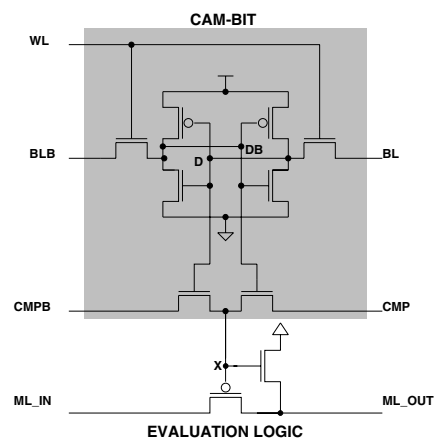 CAM-BIT
WL
DB
D
BLB
BL
CMPB
CMP
X
ML_IN
ML_OUT
EVALUATION LOGIC